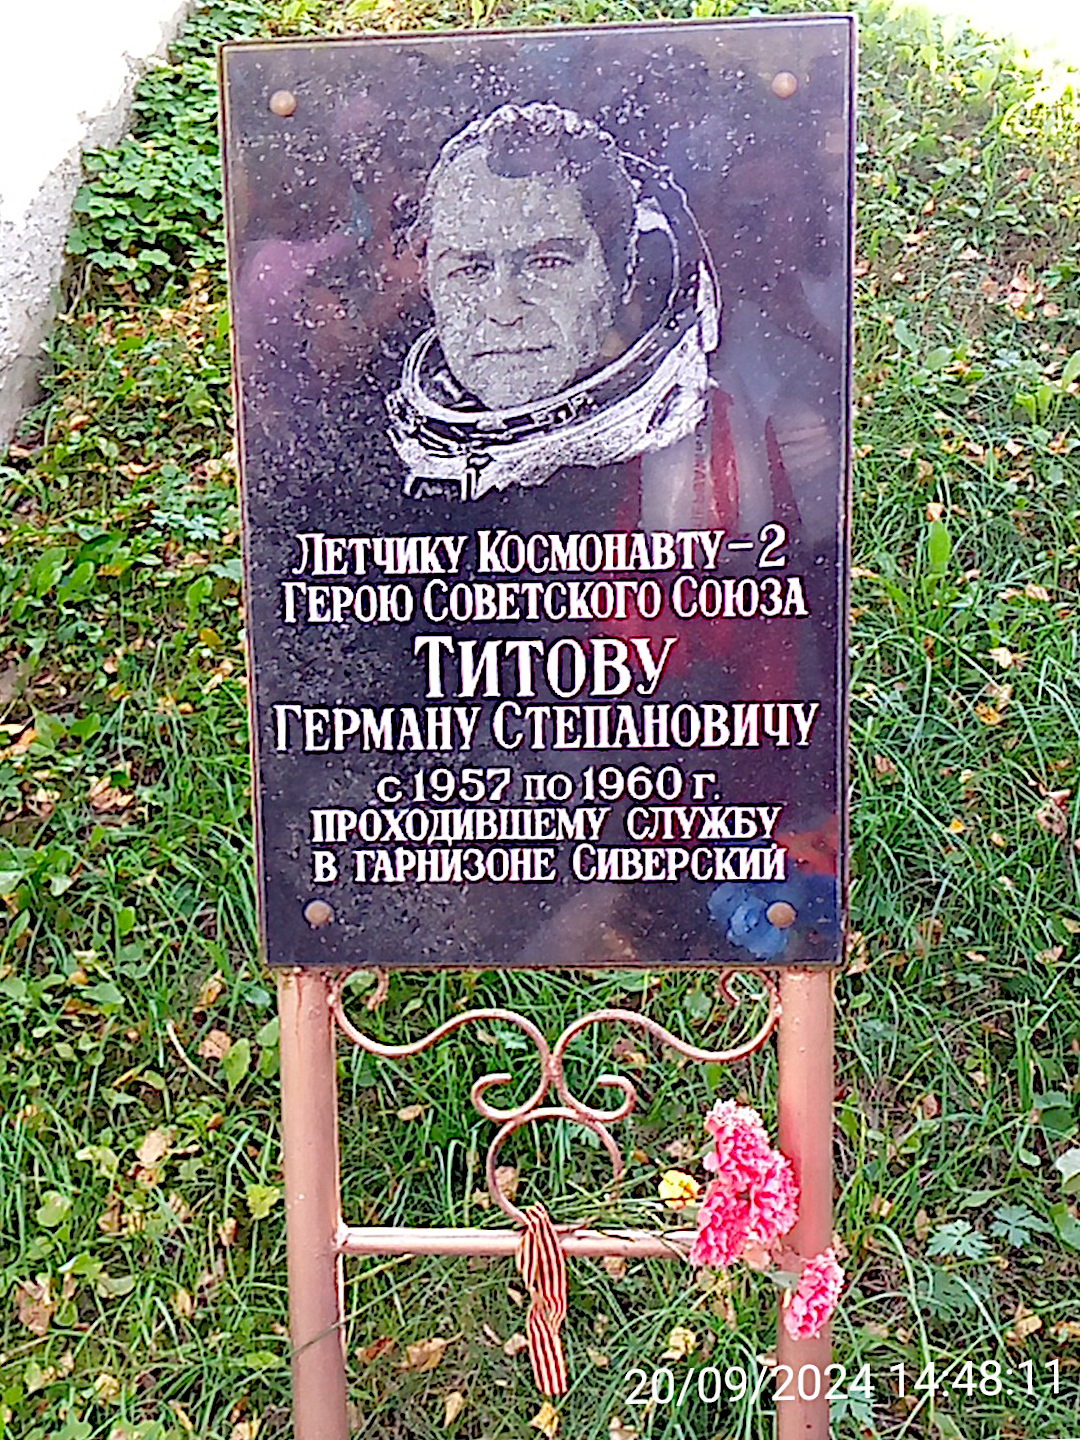 Летчику Космонавту-2
Герою Советского Союза
Титову
Герману Степановичу
с 1957 по 1960 г.
проходившему службу
в гарнизоне Сиверский
20/09/2024 14:48:11